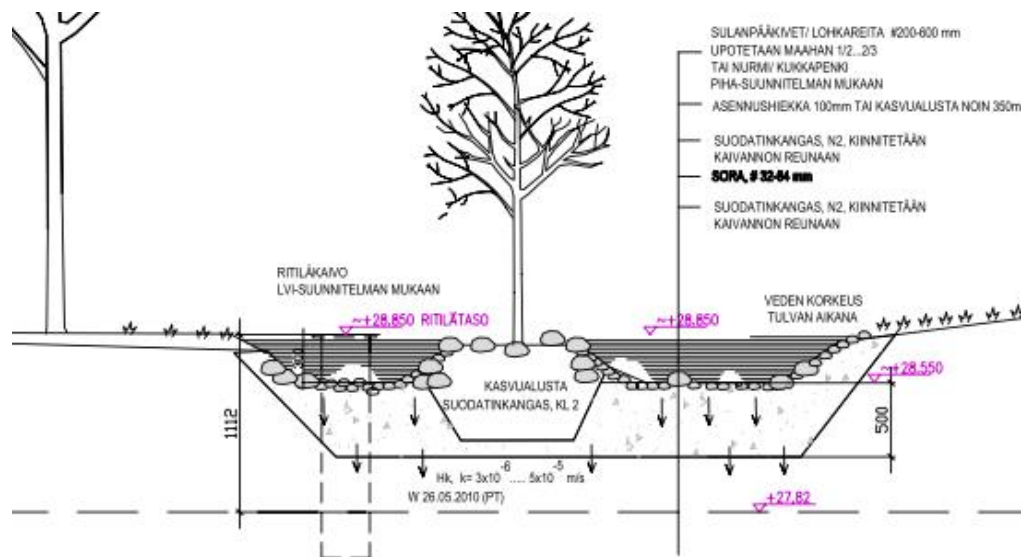 SULANPÄÄKIVET/ LOHKAREITA #200-600 mm
UPOTETAAN MAAHAN 1/2...2/3
TAI NURMI/ KUKKAPENKI
PIHA-SUUNNITELMAN MUKAAN
ASENNUSHIEKKA 100mm TAI KASVUALUSTA NOIN 350m
SUODATINKANGAS, N2, KIINNITETÄÄN
KAIVANNON REUNAAN
SORA, # 32-64 mm
SUODATINKANGAS, N2, KIINNITETÄÄN
KAIVANNON REUNAAN
RITILÄKAIVO
LVI-SUUNNITELMAN MUKAAN
VEDEN KORKEUS
TULVAN AIKANA
~+28.850 RITILÄTASO
~+28.850
~+28.550
KASVUALUSTA
SUODATINKANGAS, KL 2
1112
500
Hk, k= 3x10⁻⁶ .... 5x10⁻⁵ m/s
W 26.05.2010 (PT)
+27.82